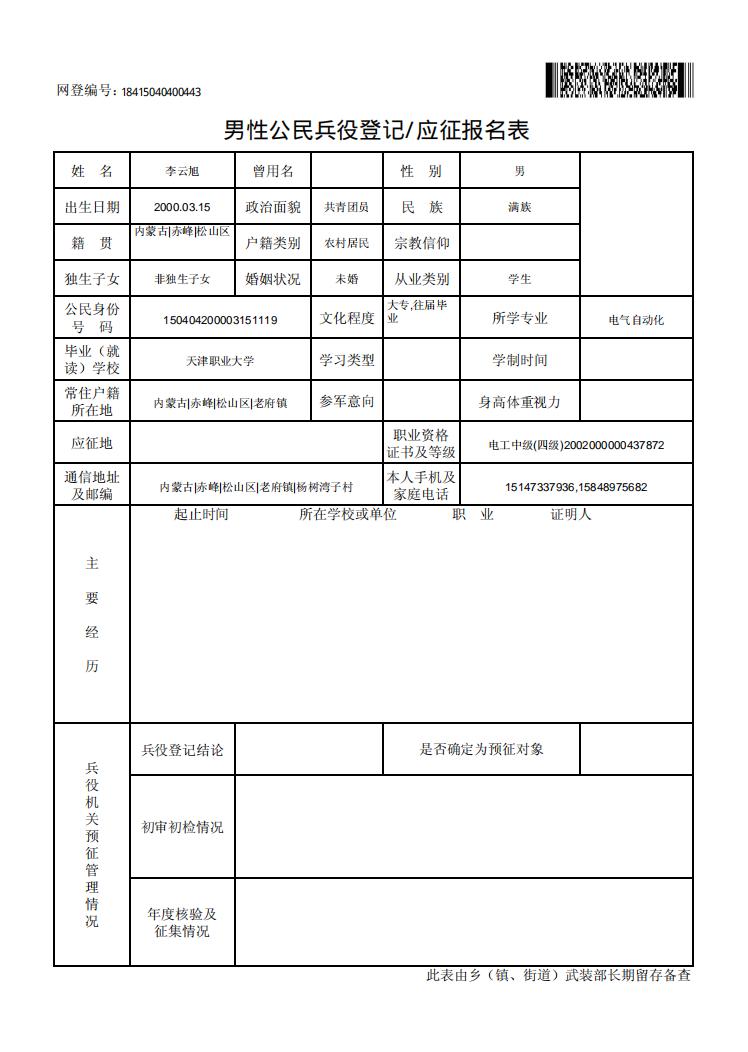 网登编号：18415040400443
男性公民兵役登记/应征报名表
姓 名 李云旭 曾用名 性 别 男
出生日期 2000.03.15 政治面貌 共青团员 民 族 满族
籍 贯 内蒙古|赤峰|松山区 户籍类别 农村居民 宗教信仰
独生子女 非独生子女 婚姻状况 未婚 从业类别 学生
公民身份
号 码
150404200003151119
文化程度
大专,往届毕
业
所学专业
电气自动化
毕业（就
读）学校
天津职业大学
学习类型
学制时间
常住户籍
所在地
内蒙古|赤峰|松山区|老府镇
参军意向
身高体重视力
应征地
职业资格
证书及等级
电工中级(四级)2002000000437872
通信地址
及邮编
内蒙古|赤峰|松山区|老府镇|杨树湾子村
本人手机及
家庭电话
15147337936,15848975682
主
要
经
历
起止时间 所在学校或单位 职 业 证明人
兵
役
机
关
预
征
管
理
情
况
兵役登记结论 是否确定为预征对象
初审初检情况
年度核验及
征集情况
此表由乡（镇、街道）武装部长期留存备查